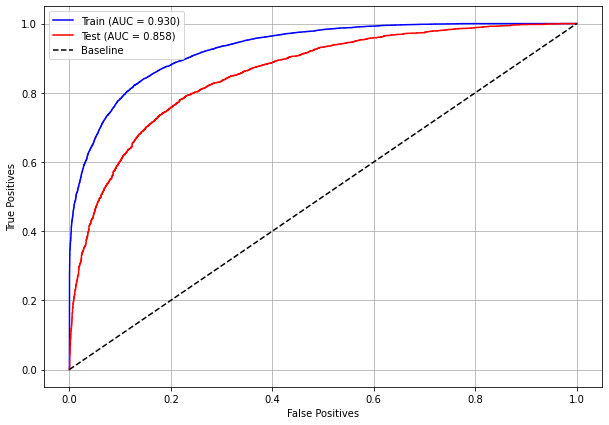 Train (AUC = 0.930)
Test (AUC = 0.858)
Baseline
1.0
0.8
0.6
0.4
0.2
0.0
True Positives
0.0 0.2 0.4 0.6 0.8 1.0
False Positives